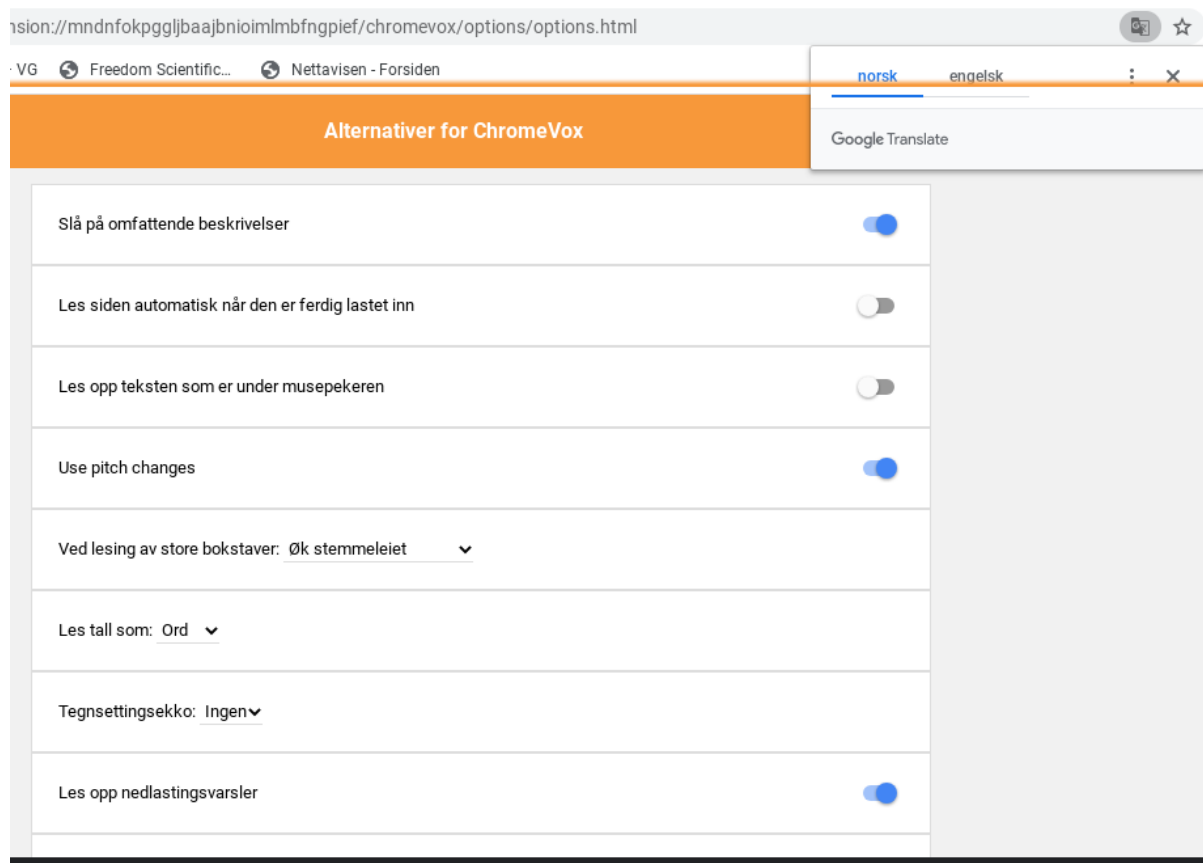 nsion://mndnfokpggljbaajbnioimlmbfngpief/chromevox/options/options.html
VG Freedom Scientific... Nettavisen - Forsiden
norsk engelsk
Google Translate
Alternativer for ChromeVox
Slå på omfattende beskrivelser
Les siden automatisk når den er ferdig lastet inn
Les opp teksten som er under musepekeren
Use pitch changes
Ved lesing av store bokstaver: Øk stemmeleiet
Les tall som: Ord
Tegnsettingsekko: Ingen
Les opp nedlastingsvarsler